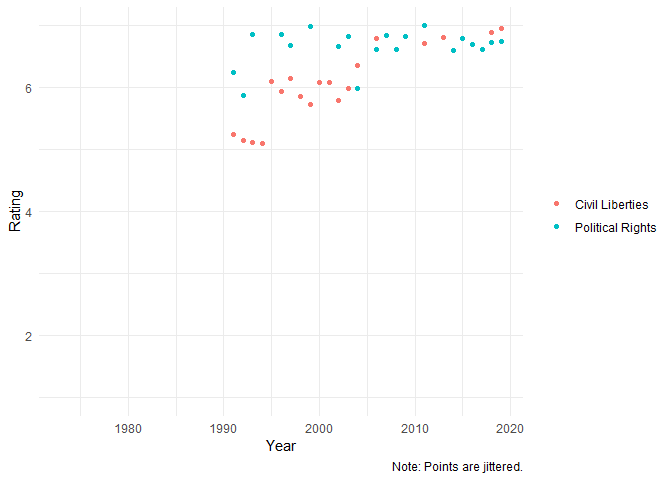 6
4
2
Rating
1980 1990 2000 2010 2020
Year
Civil Liberties
Political Rights
Note: Points are jittered.